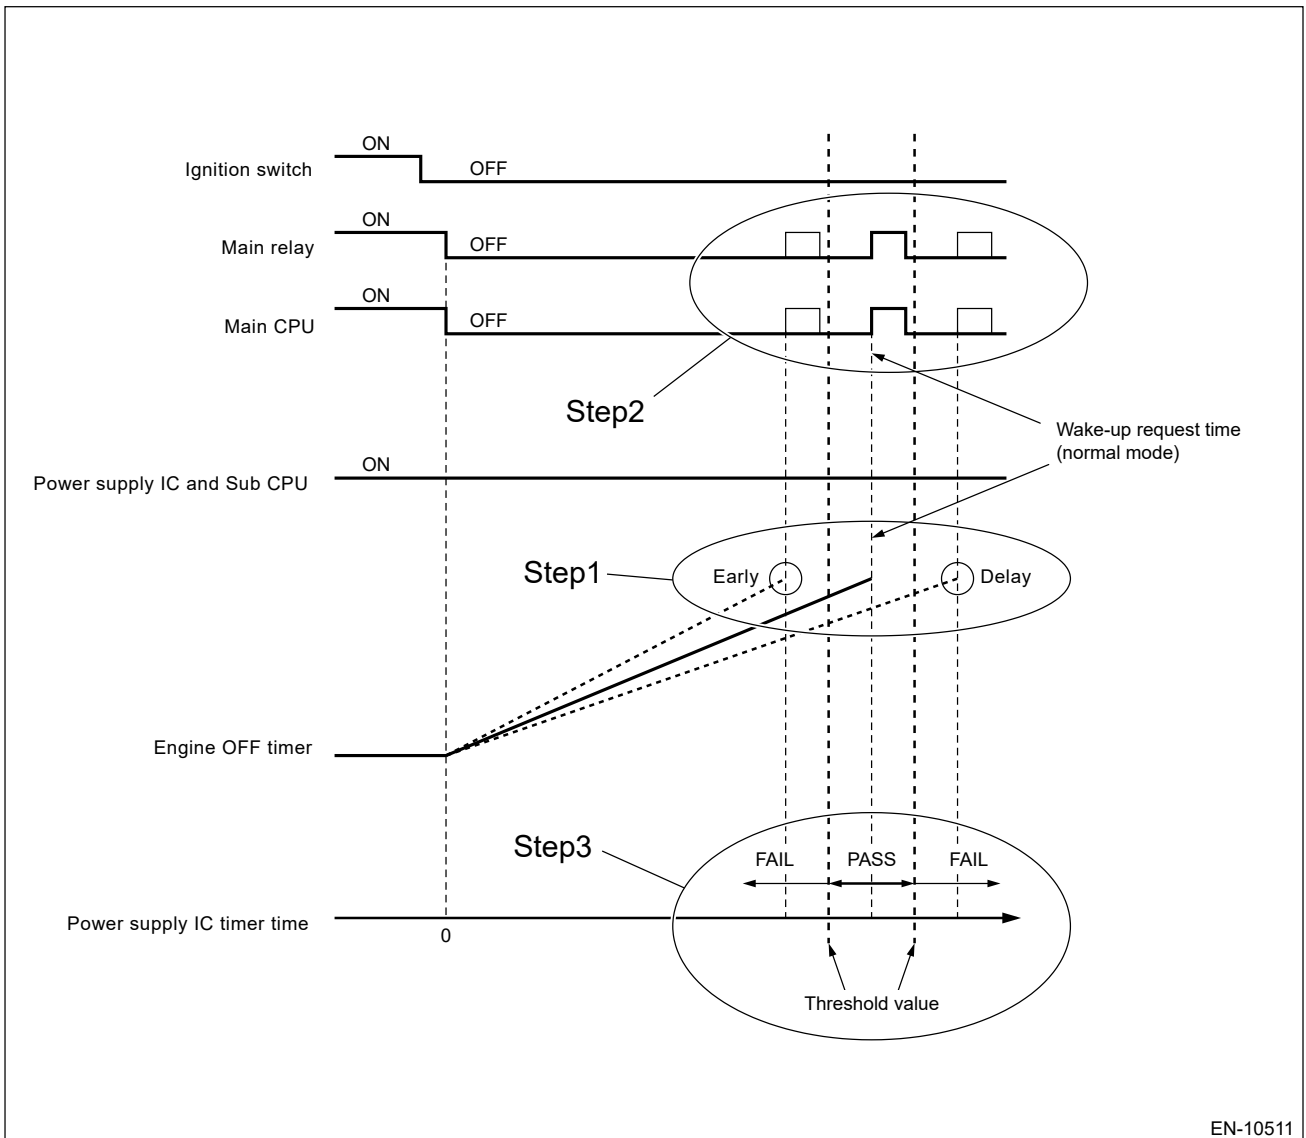 ON
Ignition switch
OFF
ON
Main relay
OFF
ON
Main CPU
OFF
Step2
Wake-up request time
(normal mode)
ON
Power supply IC and Sub CPU
Step1
Early
Delay
Engine OFF timer
Step3
FAIL
PASS
FAIL
Power supply IC timer time
0
Threshold value
EN-10511